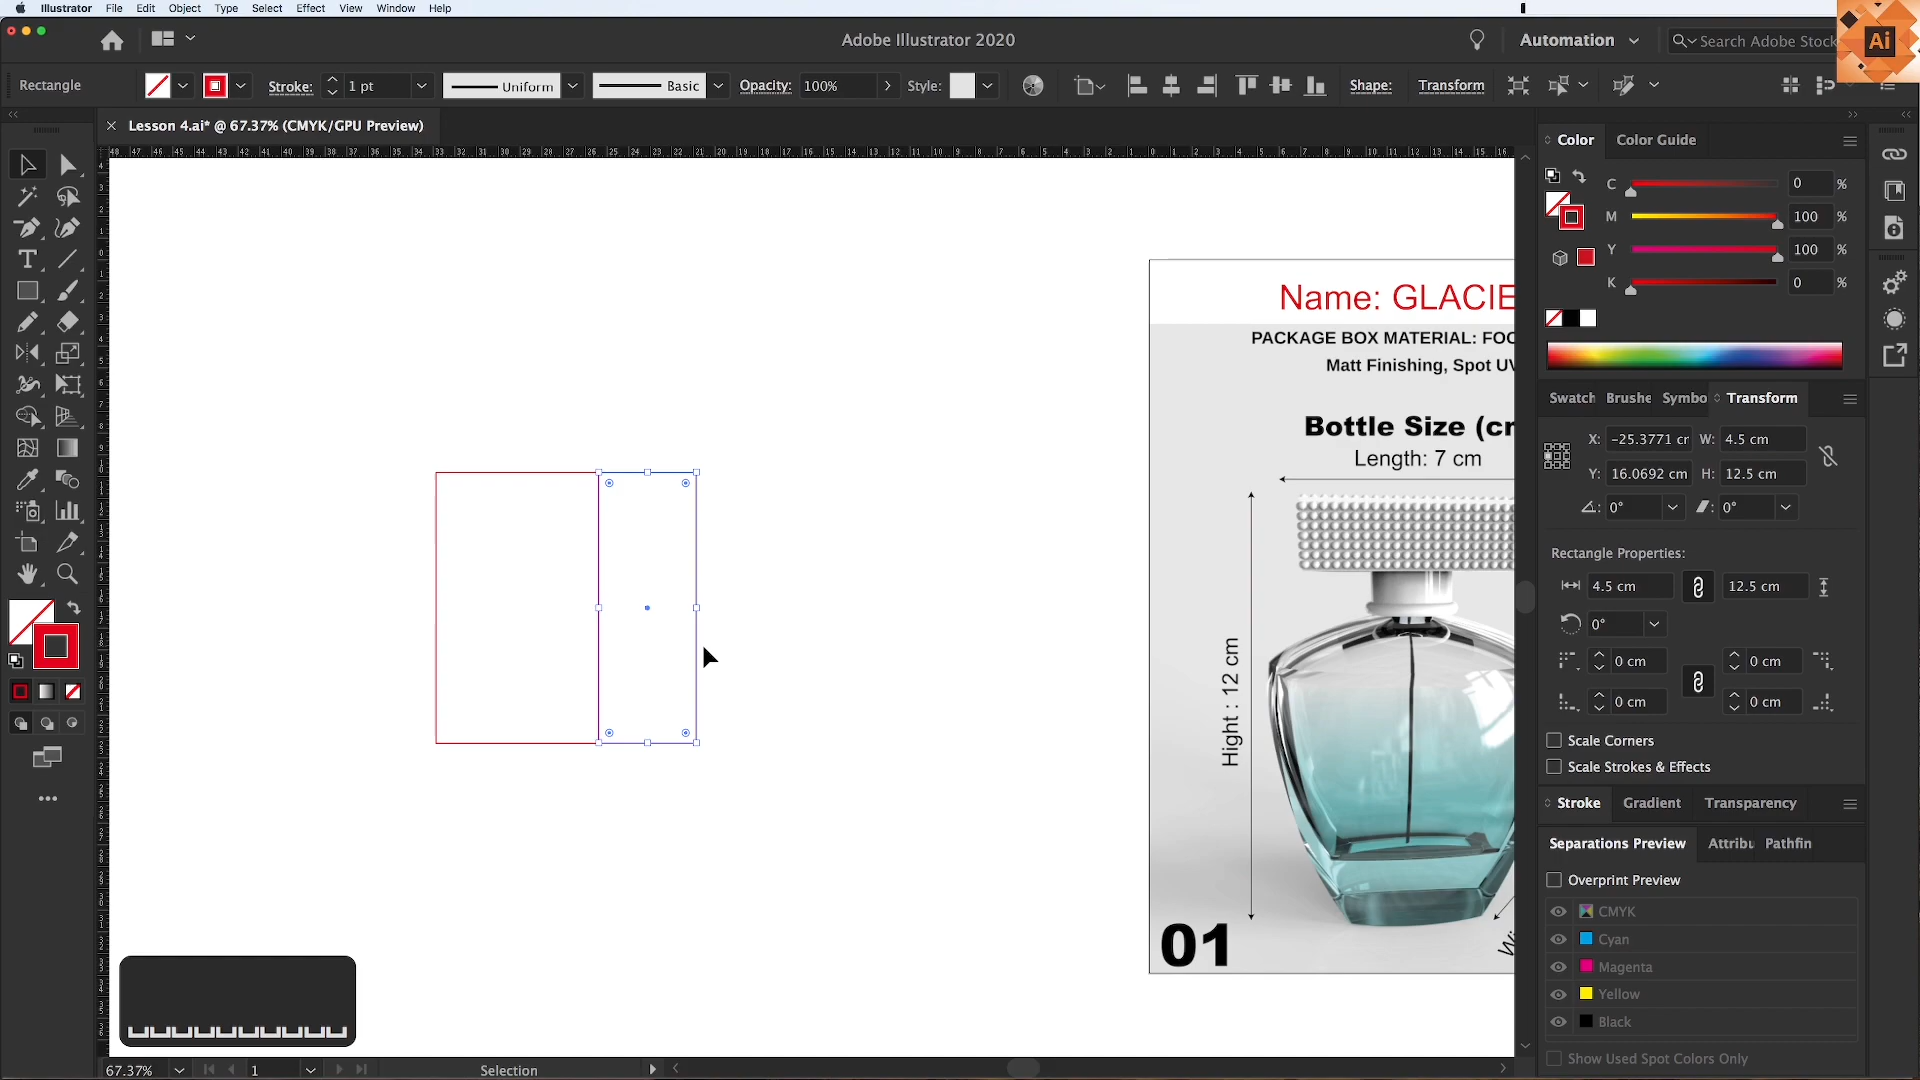 Illustrator File Edit Object Type Select Effect View Window Help
Adobe Illustrator 2020
Automation
Search Adobe Stock
Ai
Rectangle
Stroke: 1 pt
Uniform
Basic
Opacity: 100%
Style:
Shape:
Transform
Lesson 4.ai* @ 67.37% (CMYK/GPU Preview)
Name: GLACIE
PACKAGE BOX MATERIAL: FOO
Matt Finishing, Spot UV
Bottle Size (cm
Length: 7 cm
Hight : 12 cm
Wi
01
Color Color Guide
C 0 %
M 100 %
Y 100 %
K 0 %
Swatch Brushe Symbo Transform
X: -25.3771 cr W: 4.5 cm
Y: 16.0692 cm H: 12.5 cm
0° 0°
Rectangle Properties:
4.5 cm 12.5 cm
0°
0 cm 0 cm
0 cm 0 cm
Scale Corners
Scale Strokes & Effects
Stroke Gradient Transparency
Separations Preview Attribu Pathfin
Overprint Preview
CMYK
Cyan
Magenta
Yellow
Black
Show Used Spot Colors Only
67.37% 1 Selection